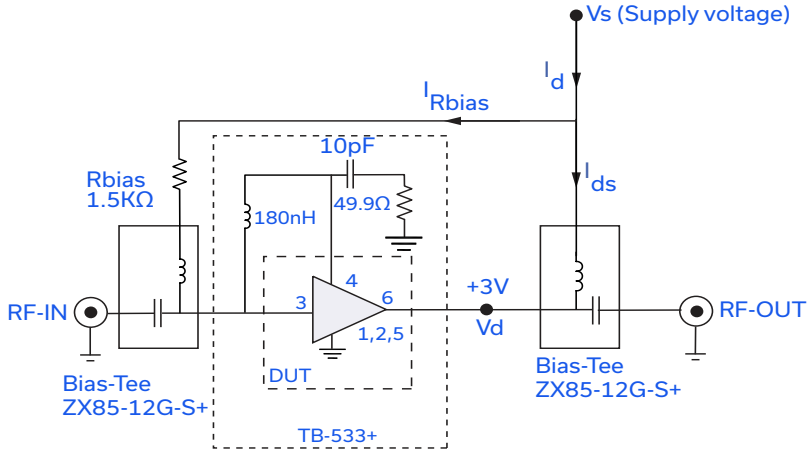 Vs (Supply voltage)
Id
IRbias
10pF
Rbias
1.5KΩ
Ids
49.9Ω
180nH
4
+3V
3
6
RF-IN
RF-OUT
1,2,5
Vd
DUT
Bias-Tee
ZX85-12G-S+
Bias-Tee
ZX85-12G-S+
TB-533+